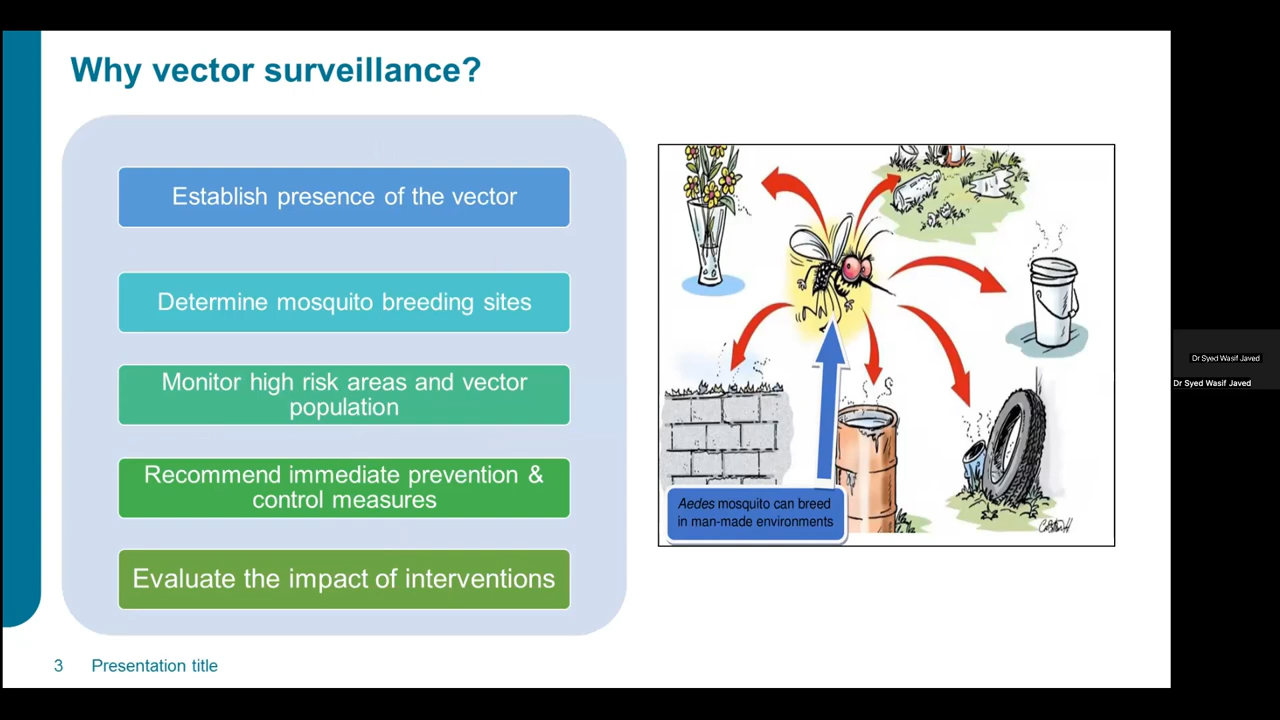 Why vector surveillance?
Establish presence of the vector
Determine mosquito breeding sites
Monitor high risk areas and vector
population
Recommend immediate prevention &
control measures
Evaluate the impact of interventions
Aedes mosquito can breed
in man-made environments
3 Presentation title
Dr Syed Wasif Javed
Dr Syed Wasif Javed